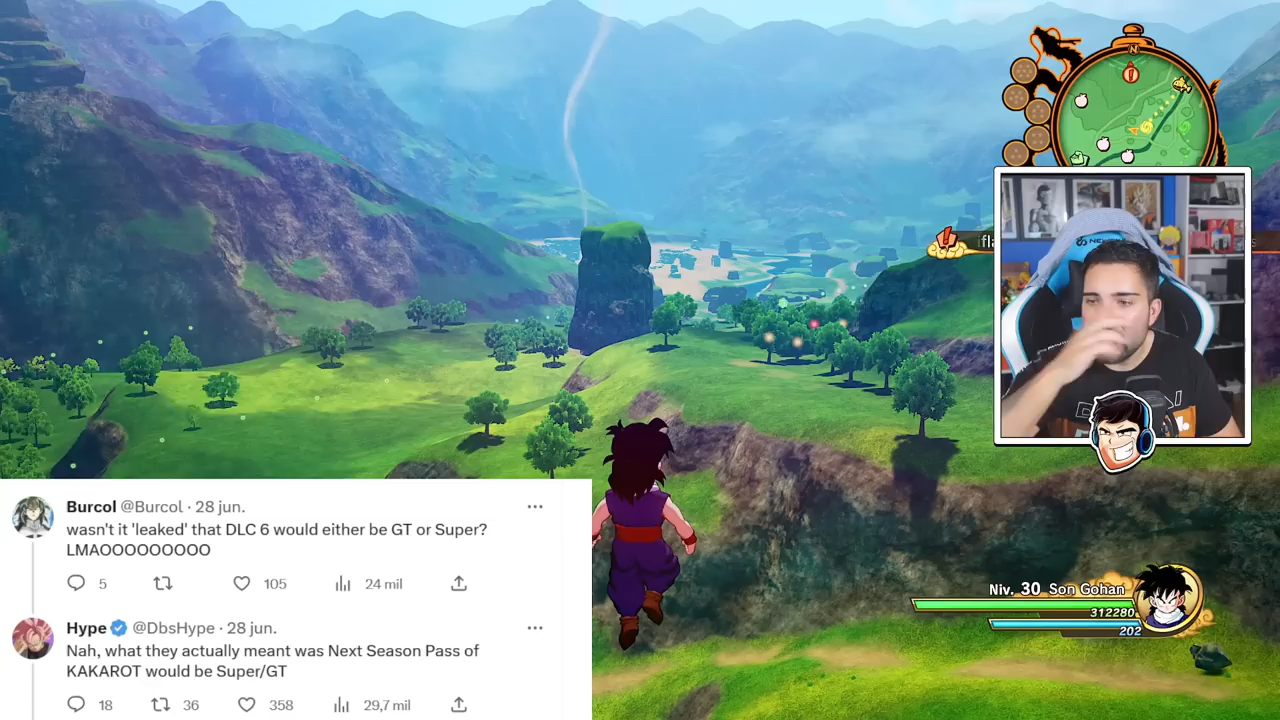 N
ifla
s
Burcol @Burcol · 28 jun.
wasn't it 'leaked' that DLC 6 would either be GT or Super?
LMAOOOOOOOOO
5 105 24 mil
Hype @DbsHype · 28 jun.
Nah, what they actually meant was Next Season Pass of
KAKAROT would be Super/GT
18 36 358 29,7 mil
Niv. 30 Son Gohan
312280
202